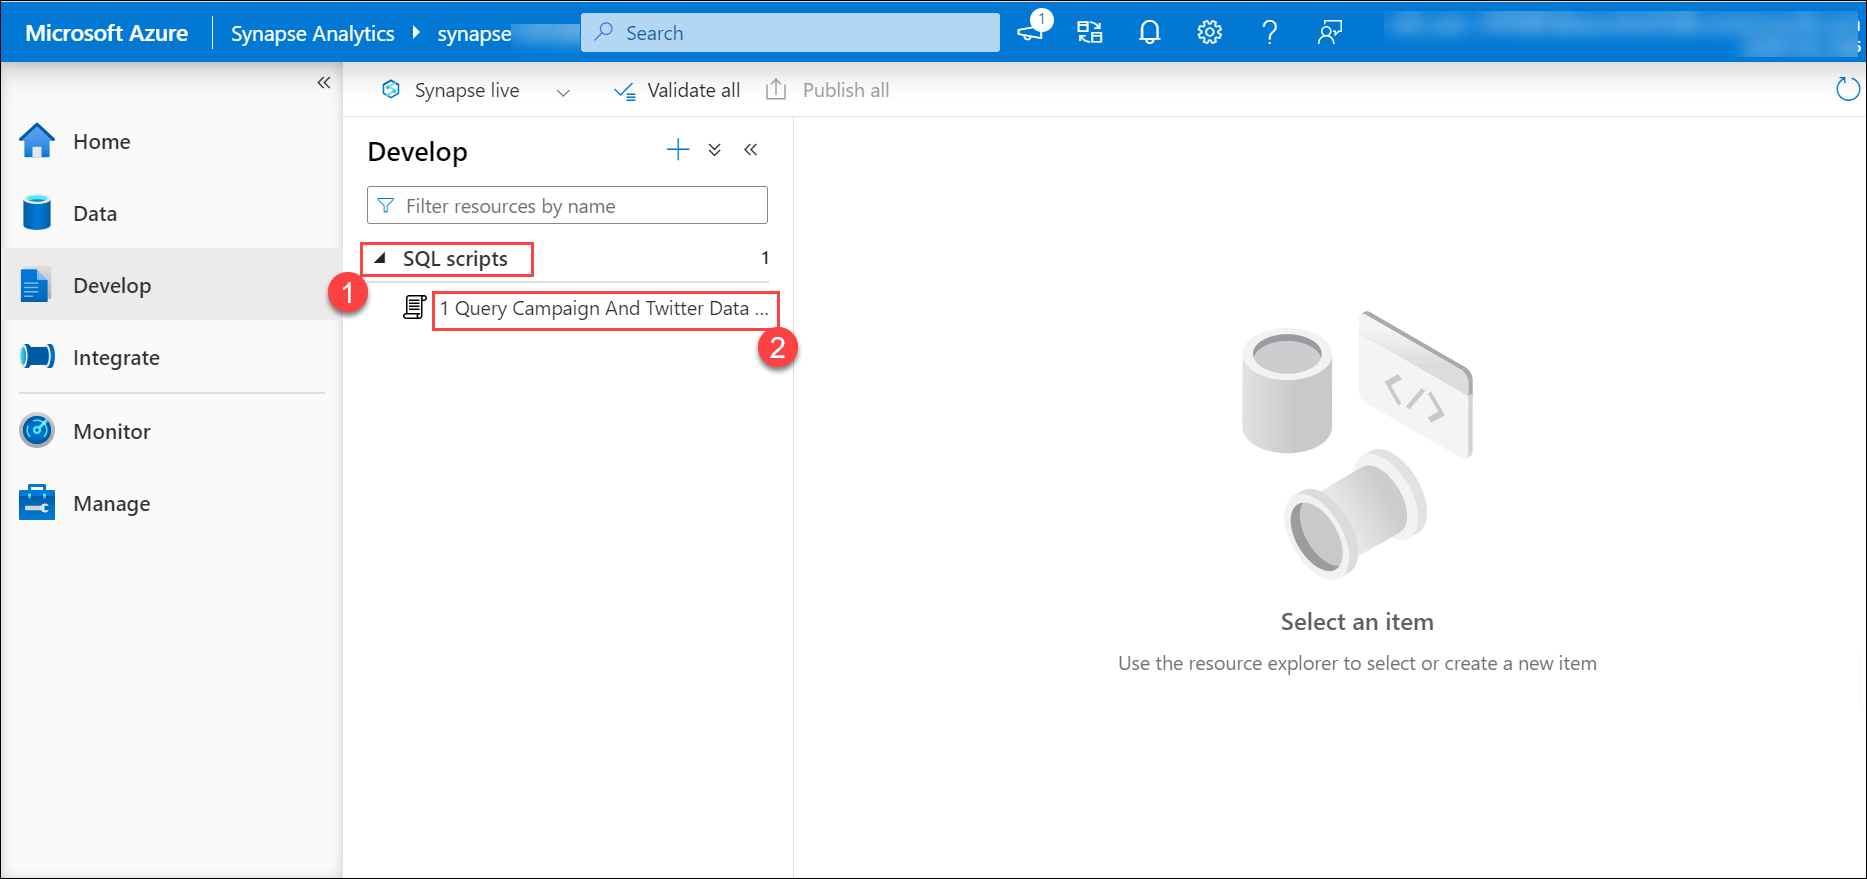 Microsoft Azure
Synapse Analytics
synapse
Search
1
Synapse live
Validate all
Publish all
Home
Data
Develop
Integrate
Monitor
Manage
Develop
Filter resources by name
SQL scripts
1
1
1 Query Campaign And Twitter Data ...
2
</>
Select an item
Use the resource explorer to select or create a new item